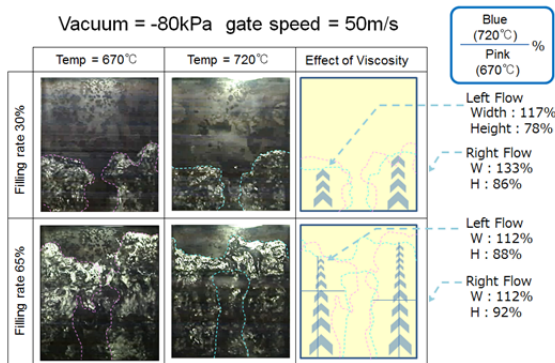 Vacuum = -80kPa gate speed = 50m/s
Blue
(720℃)
Pink
(670℃)
%
Temp = 670℃
Temp = 720℃
Effect of Viscosity
Filling rate 30%
Left Flow
Width : 117%
Height : 78%
Right Flow
W : 133%
H : 86%
Filling rate 65%
Left Flow
W : 112%
H : 88%
Right Flow
W : 112%
H : 92%